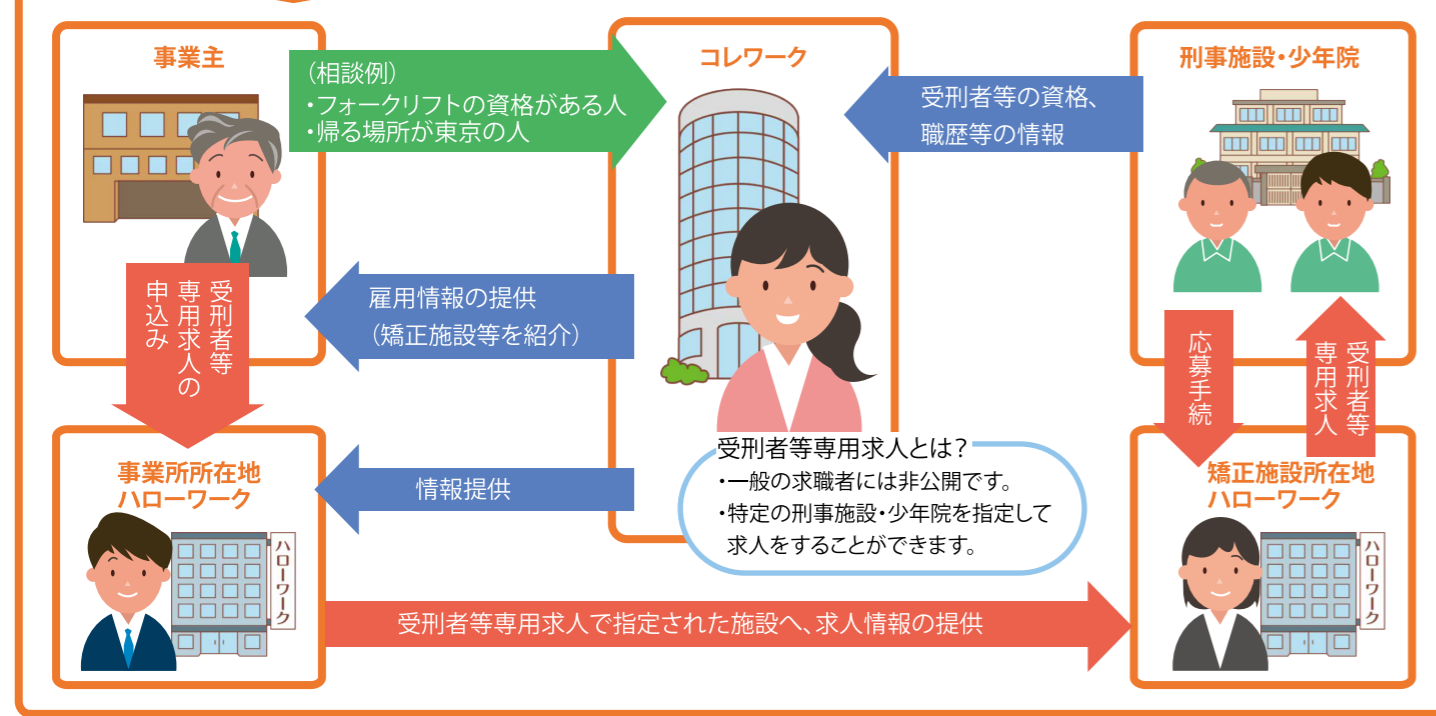 事業主
(相談例)
・フォークリフトの資格がある人
・帰る場所が東京の人
コレワーク
受刑者等の資格、
職歴等の情報
刑事施設・少年院
雇用情報の提供
(矯正施設等を紹介)
受刑者等
専用求人の
申込み
応募手続
受刑者等
専用求人
事業所所在地
ハローワーク
ハローワーク
情報提供
受刑者等専用求人とは?
・一般の求職者には非公開です。
・特定の刑事施設・少年院を指定して
求人をすることができます。
矯正施設所在地
ハローワーク
ハローワーク
受刑者等専用求人で指定された施設へ、求人情報の提供